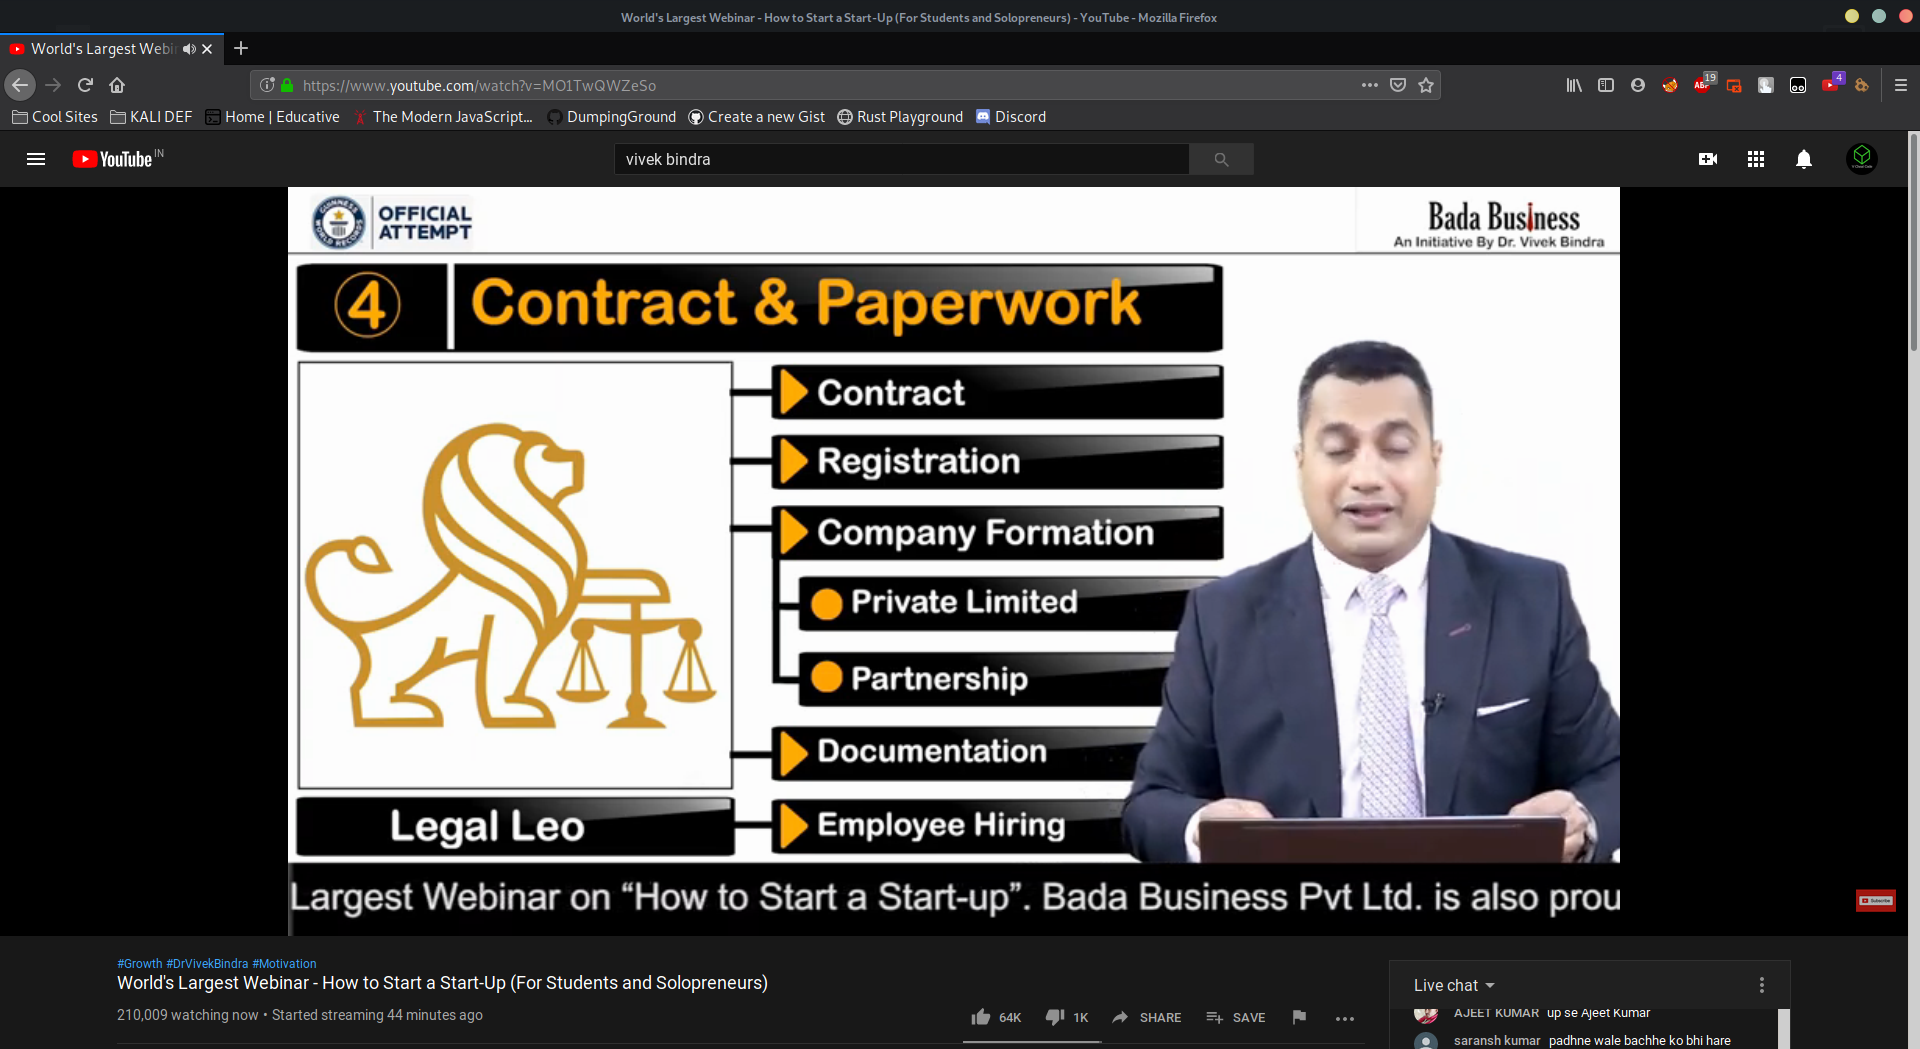 World's Largest Webinar - How to Start a Start-Up (For Students and Solopreneurs) - YouTube - Mozilla Firefox
World's Largest Webi
https://www.youtube.com/watch?v=MO1TwQWZeSo
19
4
Cool Sites
KALI DEF
Home | Educative
The Modern JavaScript...
DumpingGround
Create a new Gist
Rust Playground
Discord
YouTube IN
vivek bindra
GUINNESS WORLD RECORDS
OFFICIAL
ATTEMPT
Bada Business
An Initiative By Dr. Vivek Bindra
4
Contract & Paperwork
Contract
Registration
Company Formation
Private Limited
Partnership
Documentation
Legal Leo
Employee Hiring
Largest Webinar on “How to Start a Start-up”. Bada Business Pvt Ltd. is also prou
Subscribe
#Growth #DrVivekBindra #Motivation
World's Largest Webinar - How to Start a Start-Up (For Students and Solopreneurs)
210,009 watching now • Started streaming 44 minutes ago
64K
1K
SHARE
SAVE
Live chat
AJEET KUMAR up se Ajeet Kumar
saransh kumar padhne wale bachhe ko bhi hare